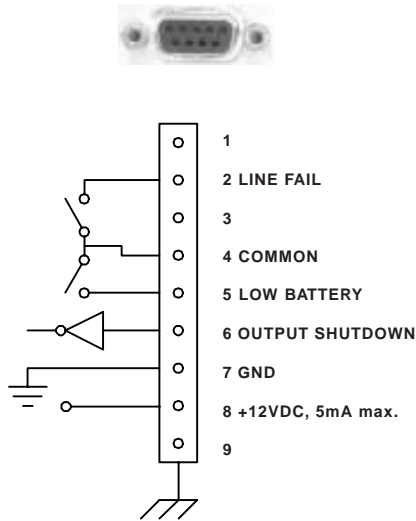 1
2 LINE FAIL
3
4 COMMON
5 LOW BATTERY
6 OUTPUT SHUTDOWN
7 GND
8 +12VDC, 5mA max.
9